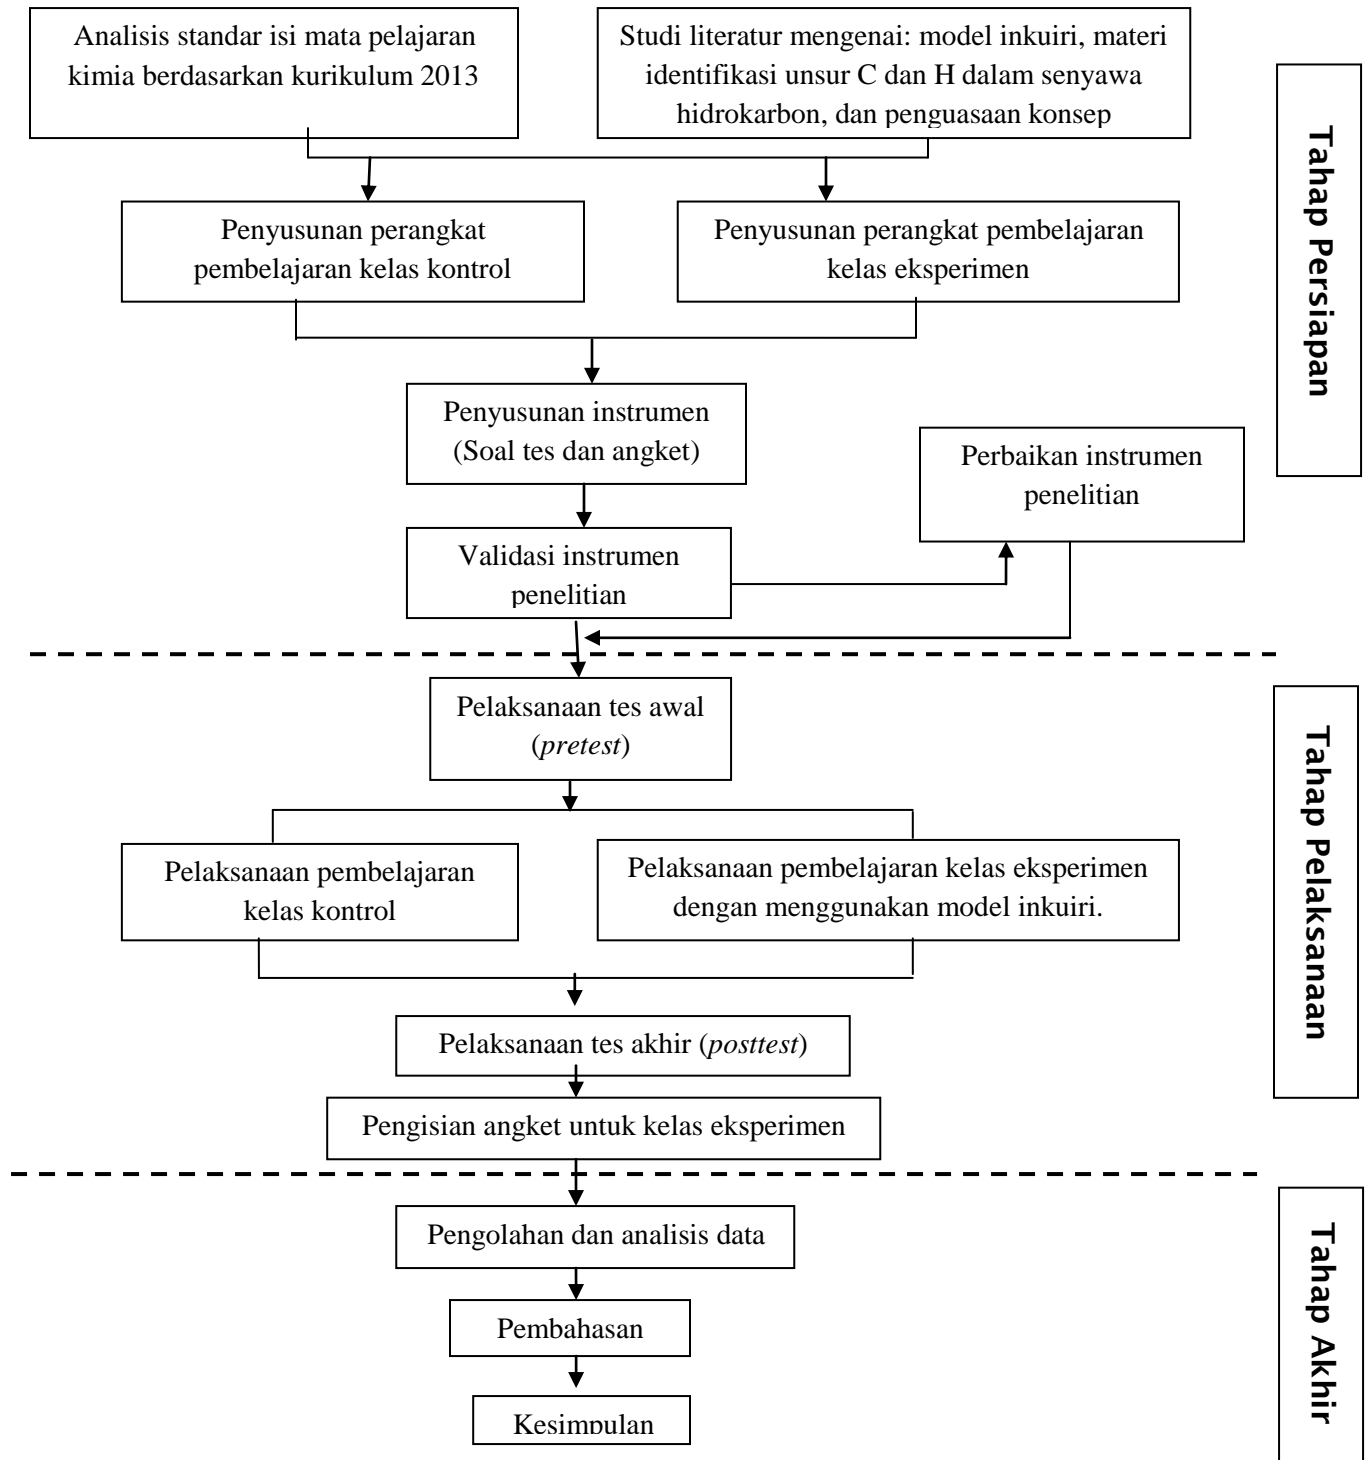 Analisis standar isi mata pelajaran
kimia berdasarkan kurikulum 2013
Studi literatur mengenai: model inkuiri, materi
identifikasi unsur C dan H dalam senyawa
hidrokarbon, dan penguasaan konsep
Tahap Persiapan
Penyusunan perangkat
pembelajaran kelas kontrol
Penyusunan perangkat pembelajaran
kelas eksperimen
Penyusunan instrumen
(Soal tes dan angket)
Perbaikan instrumen
penelitian
Validasi instrumen
penelitian
Pelaksanaan tes awal
(pretest)
Tahap Pelaksanaan
Pelaksanaan pembelajaran
kelas kontrol
Pelaksanaan pembelajaran kelas eksperimen
dengan menggunakan model inkuiri.
Pelaksanaan tes akhir (posttest)
Pengisian angket untuk kelas eksperimen
Pengolahan dan analisis data
Tahap Akhir
Pembahasan
Kesimpulan